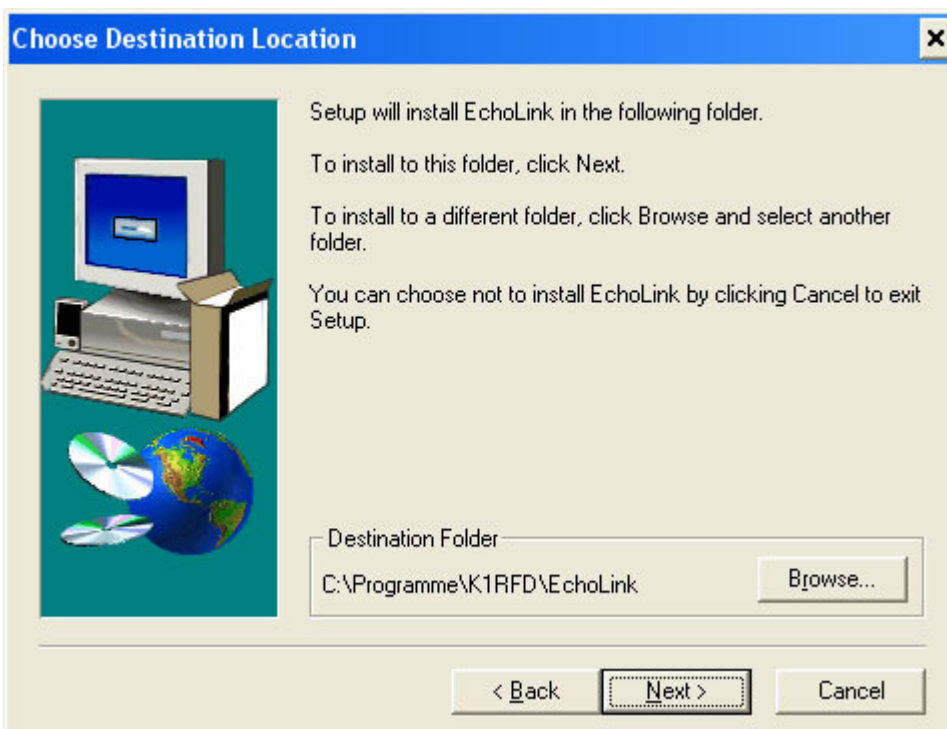 Choose Destination Location
Setup will install EchoLink in the following folder.
To install to this folder, click Next.
To install to a different folder, click Browse and select another
folder.
You can choose not to install EchoLink by clicking Cancel to exit
Setup.
Destination Folder
C:\Programme\K1RFD\EchoLink
Browse...
< Back
Next >
Cancel